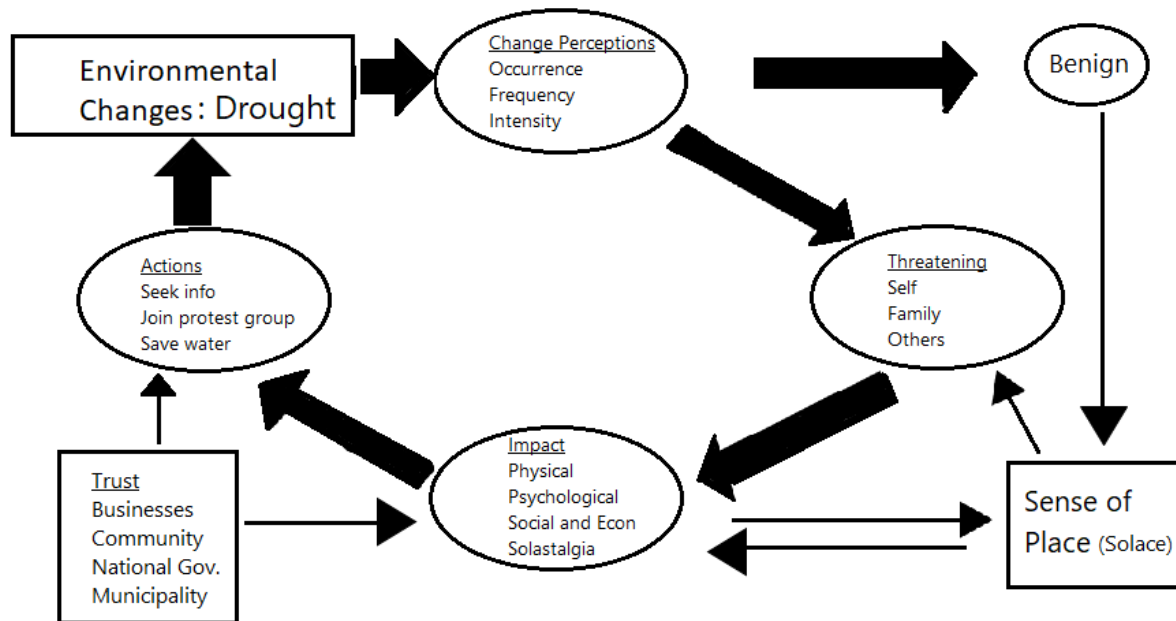 Environmental
Changes: Drought
Change Perceptions
Occurrence
Frequency
Intensity
Benign
Actions
Seek info
Join protest group
Save water
Threatening
Self
Family
Others
Trust
Businesses
Community
National Gov.
Municipality
Impact
Physical
Psychological
Social and Econ
Solastalgia
Sense of
Place (Solace)